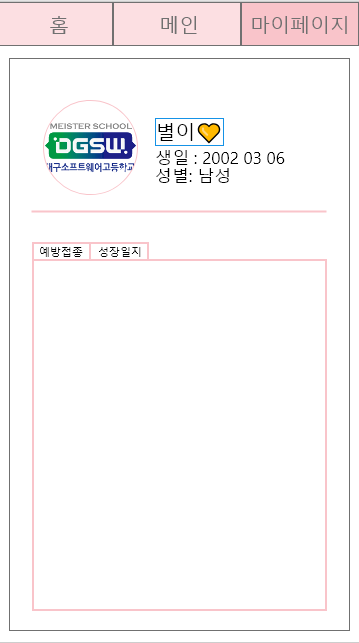 홈 메인 마이페이지
MEISTER SCHOOL
DGSW!
대구소프트웨어고등학교
별이💛
생일 : 2002 03 06
성별: 남성
예방접종 성장일지